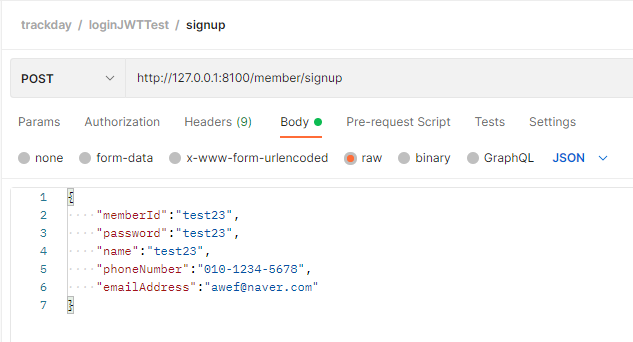 trackday / loginJWTTest / signup
POST http://127.0.0.1:8100/member/signup
Params Authorization Headers (9) Body Pre-request Script Tests Settings
none form-data x-www-form-urlencoded raw binary GraphQL JSON
1 {
2 "memberId":"test23",
3 "password":"test23",
4 "name":"test23",
5 "phoneNumber":"010-1234-5678",
6 "emailAddress":"awef@naver.com"
7 }